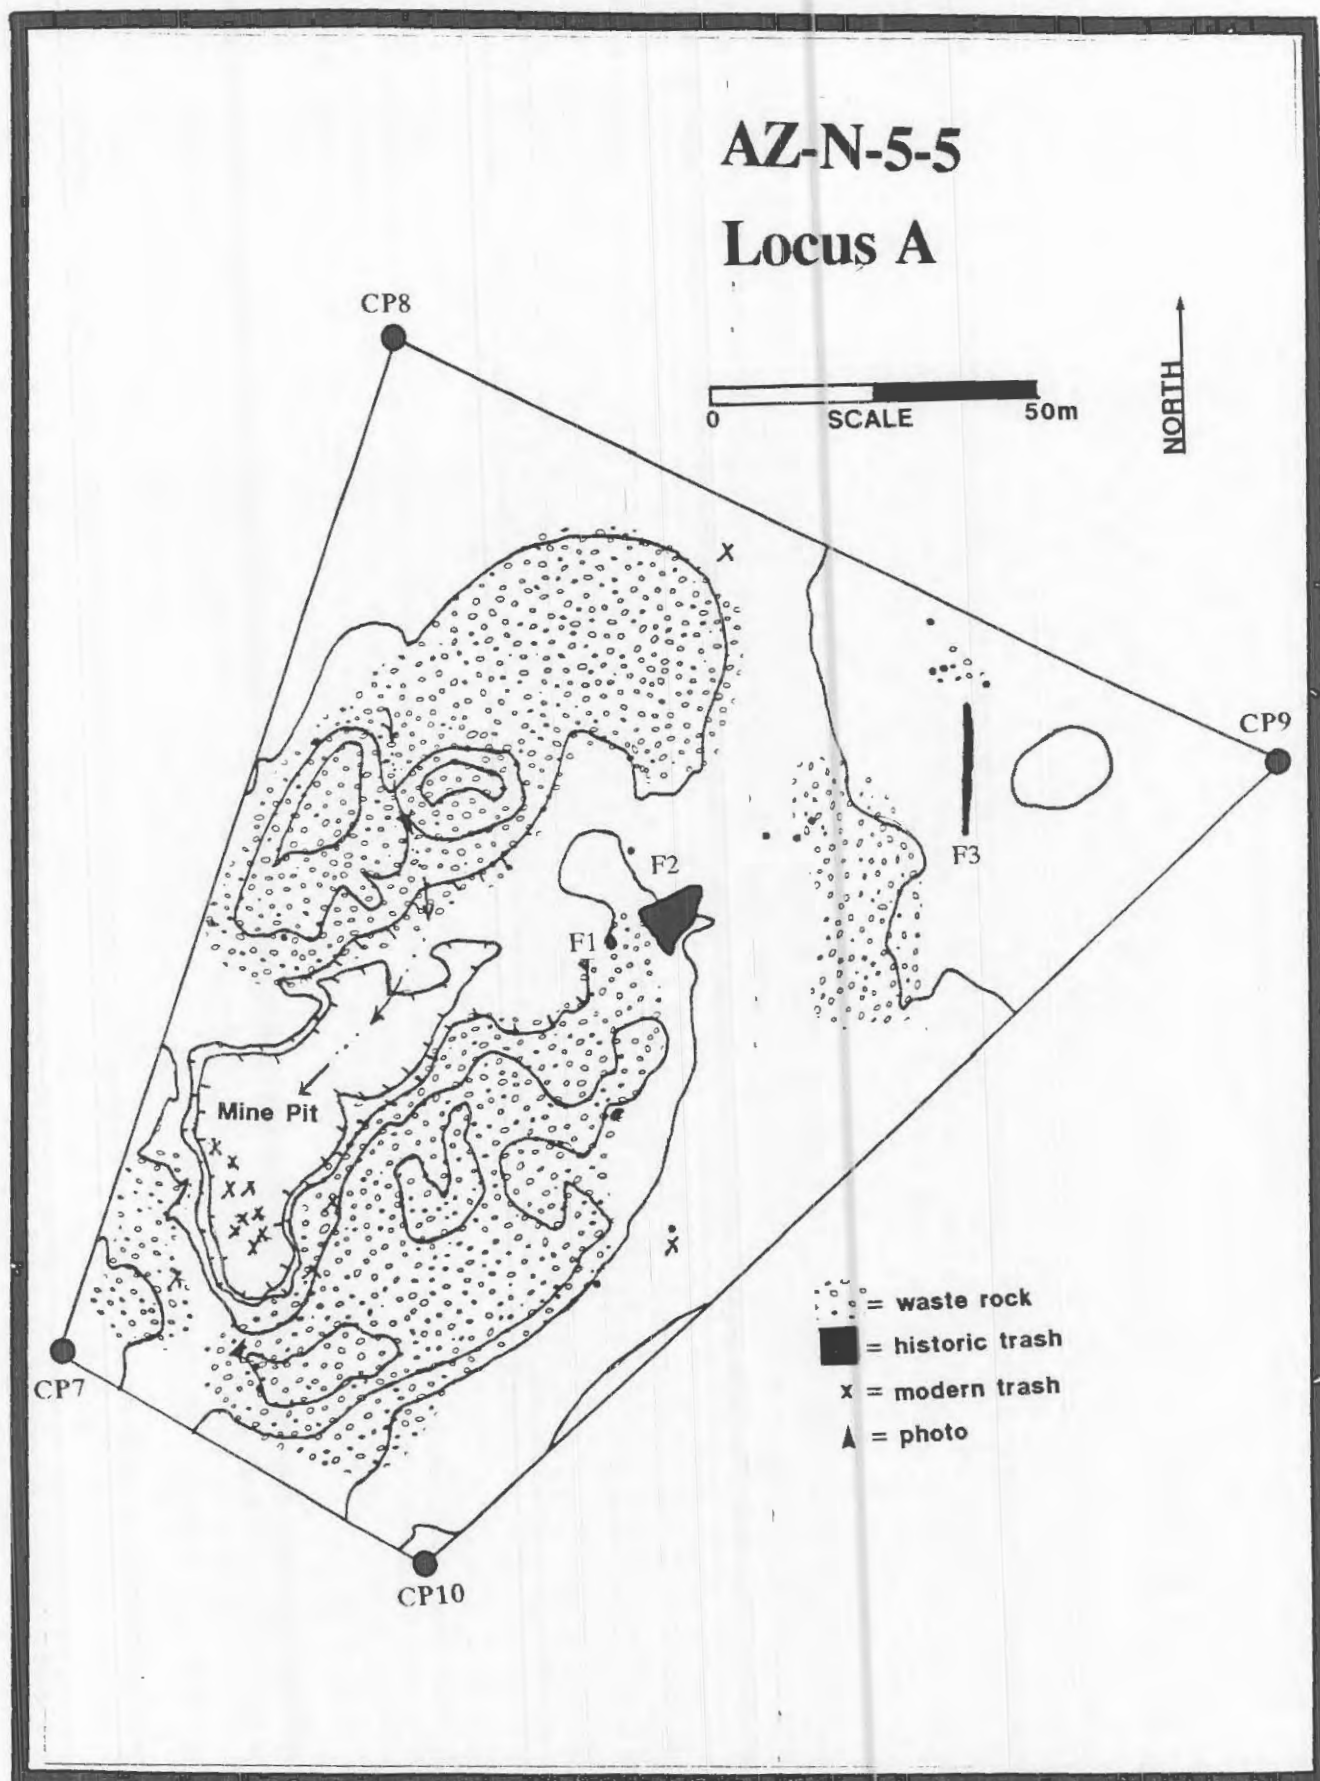 AZ-N-5-5
Locus A
CP8
0 SCALE 50m
NORTH
CP9
F3
F2
F1
Mine Pit
x
x
x
x
x
x
x
x
x
x
x
x
x
= waste rock
= historic trash
x = modern trash
= photo
CP7
CP10